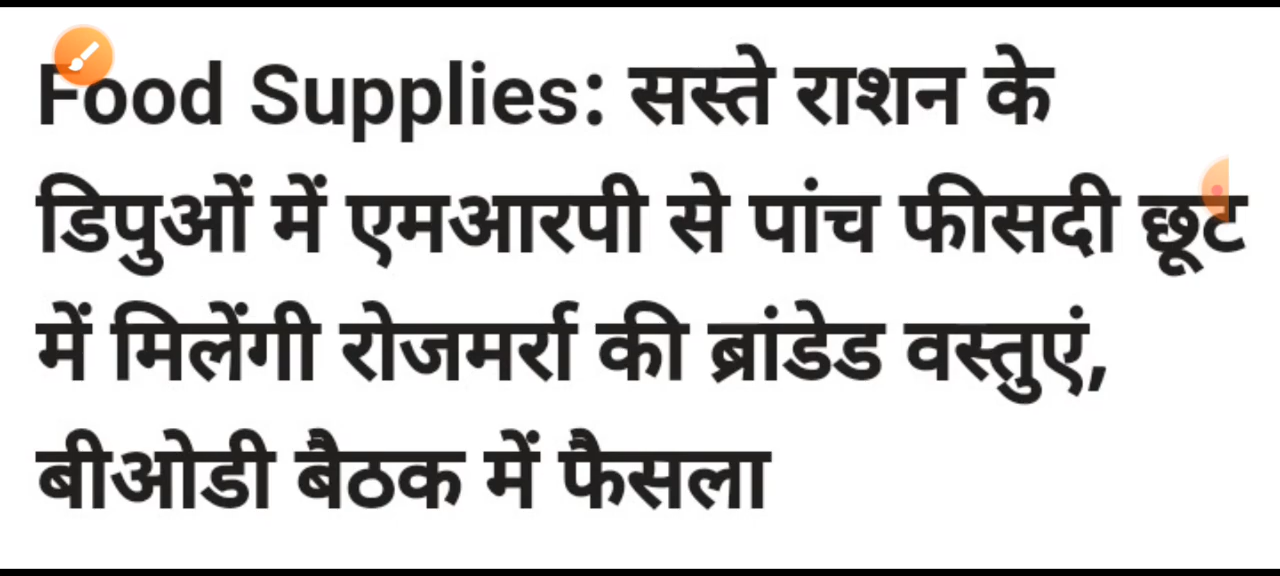 Food Supplies: सस्ते राशन के
डिपुओं में एमआरपी से पांच फीसदी छूट
में मिलेंगी रोजमर्रा की ब्रांडेड वस्तुएं,
बीओडी बैठक में फैसला